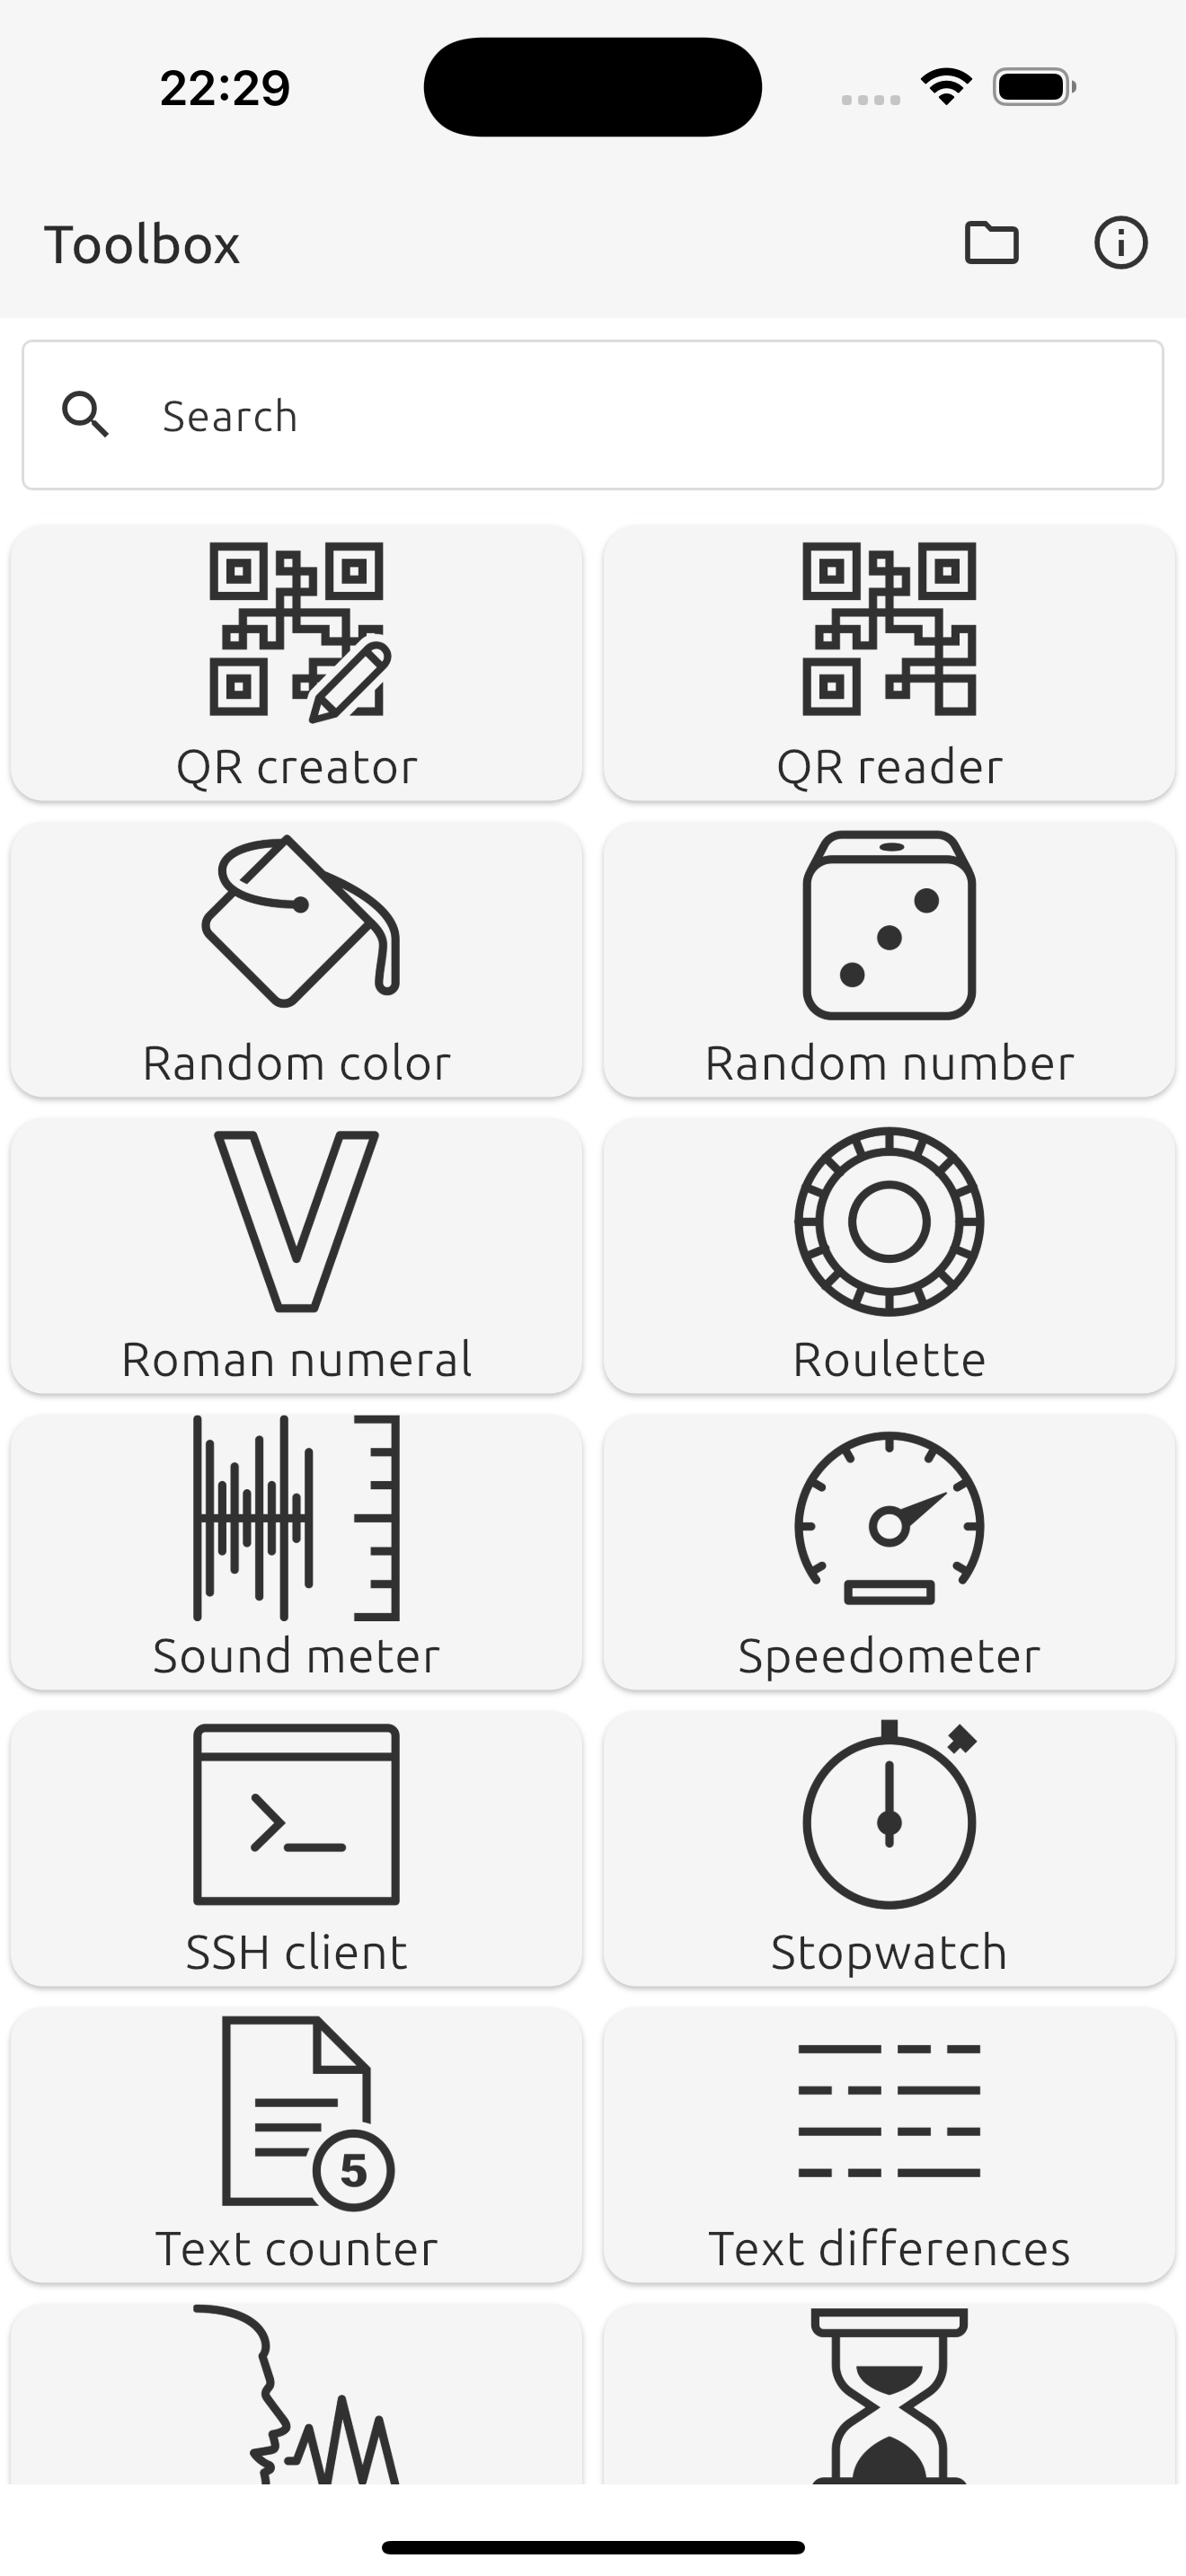 22:29
Toolbox
Search
QR creator
QR reader
Random color
Random number
Roman numeral
Roulette
Sound meter
Speedometer
SSH client
Stopwatch
5
Text counter
Text differences